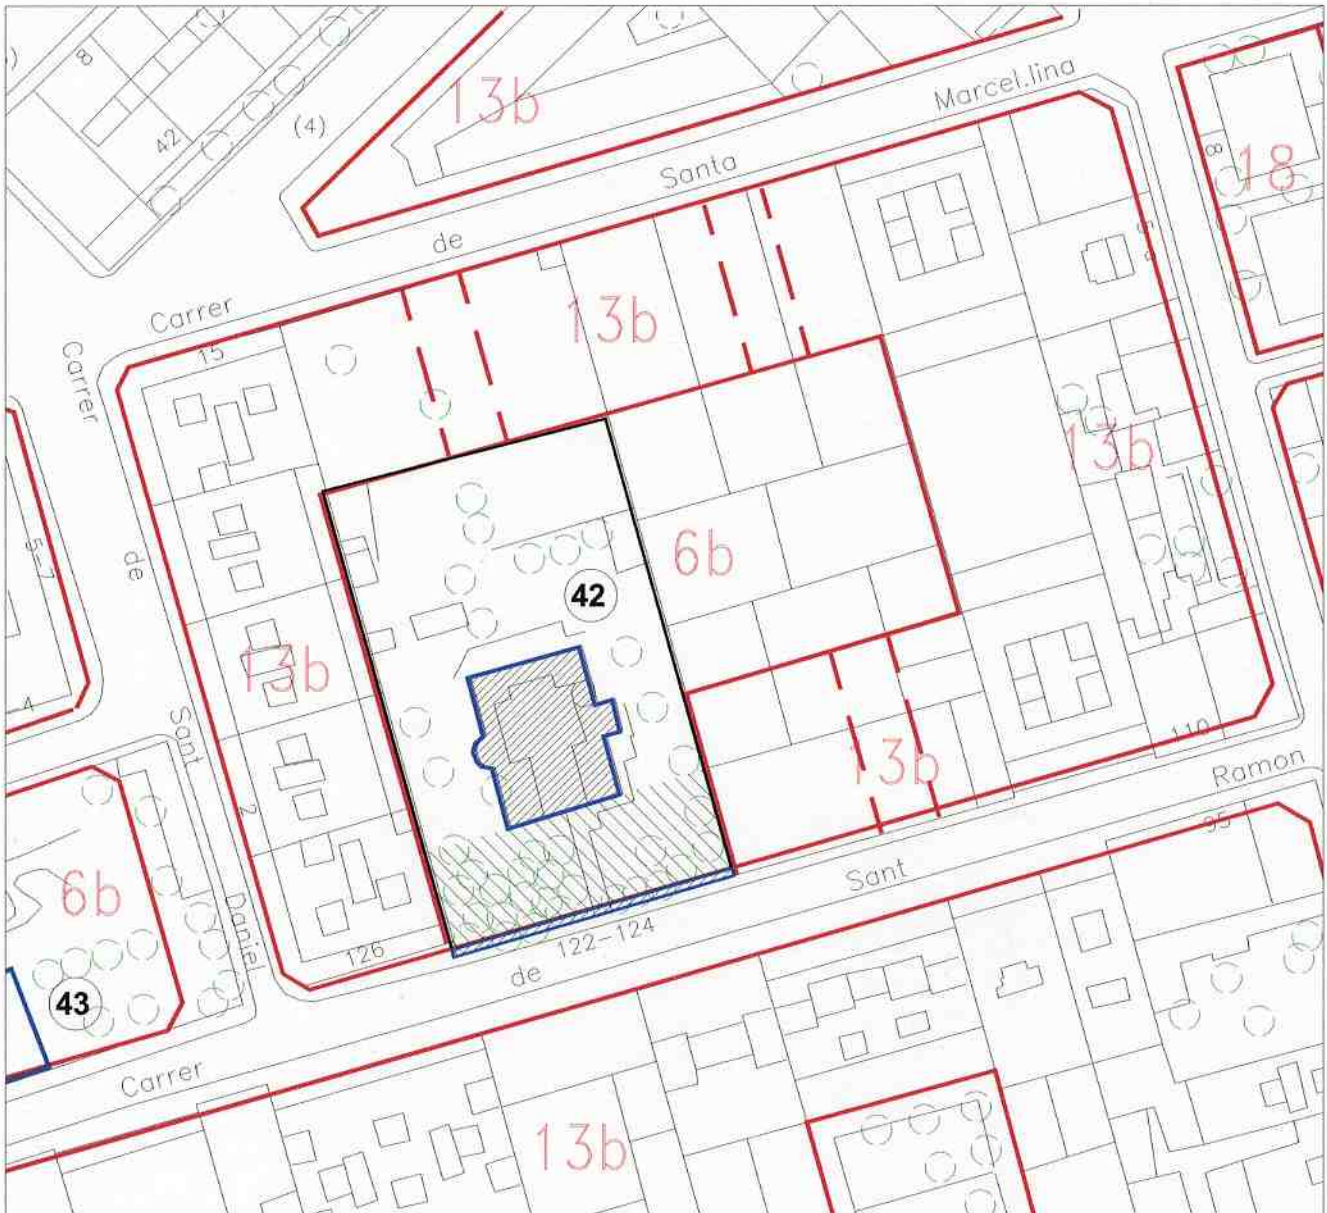 8
42
(4)
13b
Carrer de Santa Marcel.lina
18
8
13b
15
Carrer de Sant Daniel
13b
5-7
6b
42
13b
4
13b
110
2
6b
126
122-124
Carrer de Sant Ramon
95
43
13b